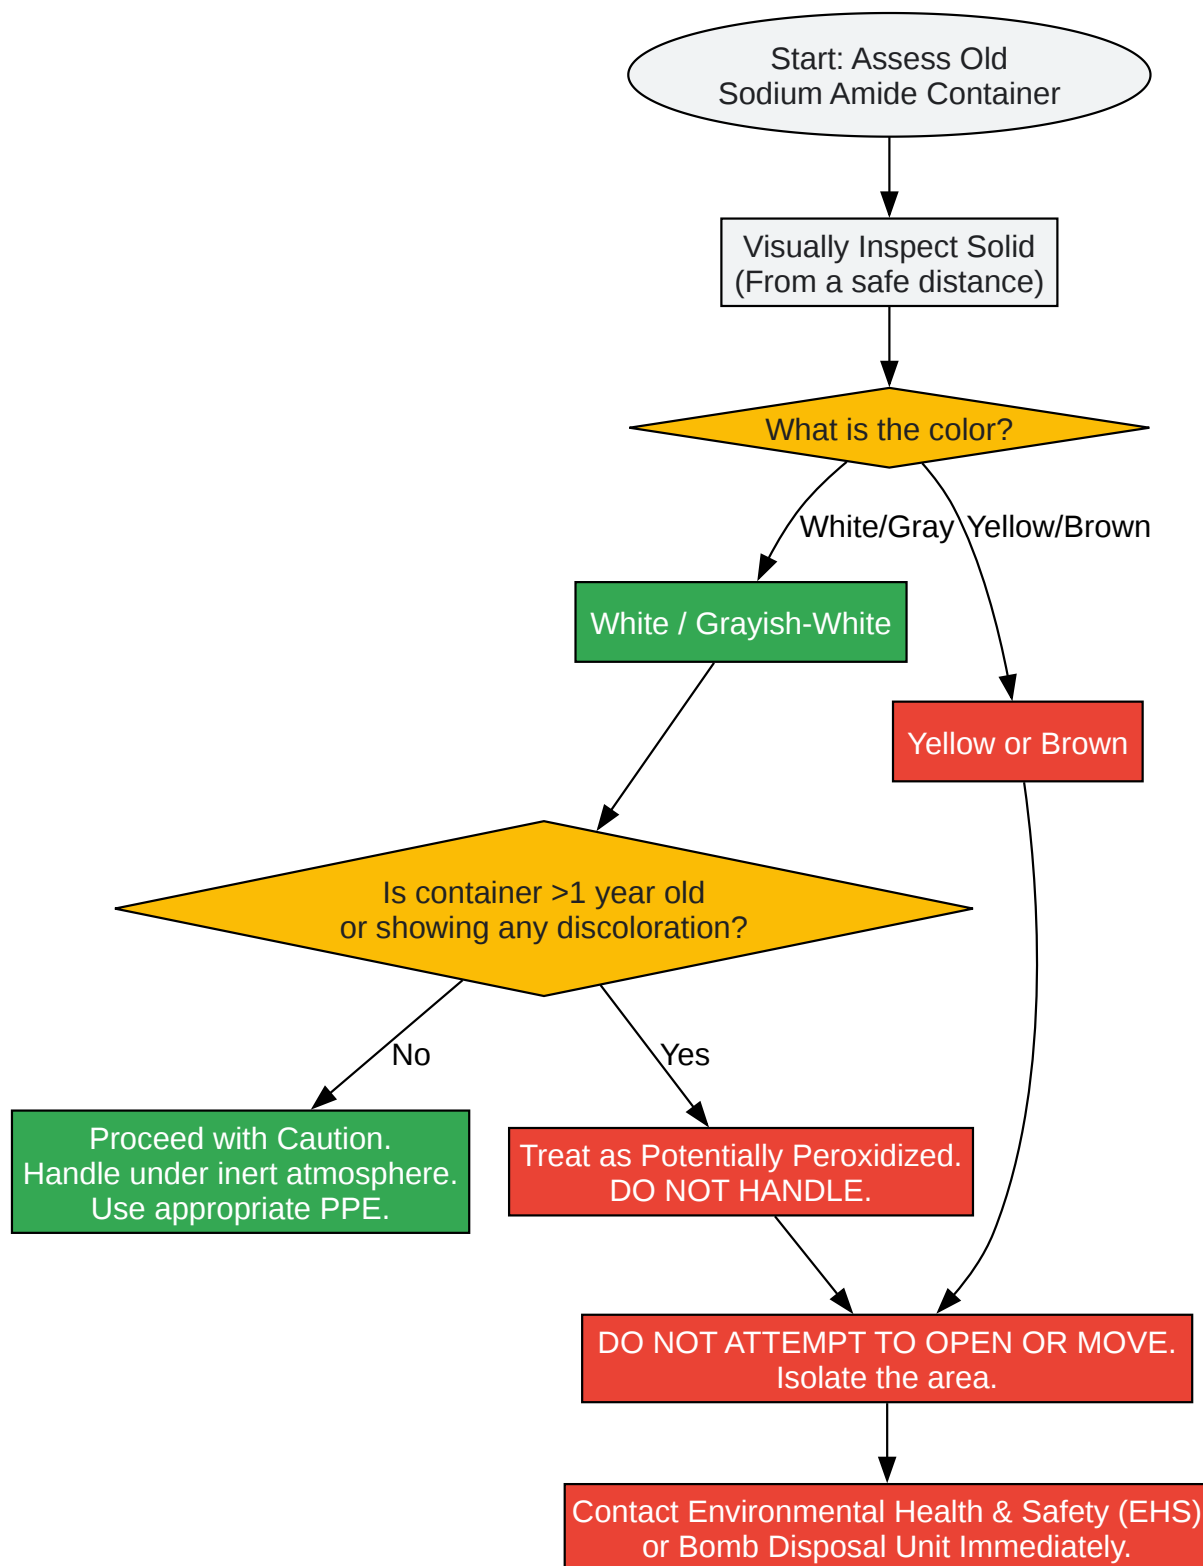 Start: Assess Old
Sodium Amide Container
Visually Inspect Solid
(From a safe distance)
What is the color?
White/Gray
Yellow/Brown
White / Grayish-White
Yellow or Brown
Is container >1 year old
or showing any discoloration?
No
Yes
Proceed with Caution.
Handle under inert atmosphere.
Use appropriate PPE.
Treat as Potentially Peroxidized.
DO NOT HANDLE.
DO NOT ATTEMPT TO OPEN OR MOVE.
Isolate the area.
Contact Environmental Health & Safety (EHS)
or Bomb Disposal Unit Immediately.